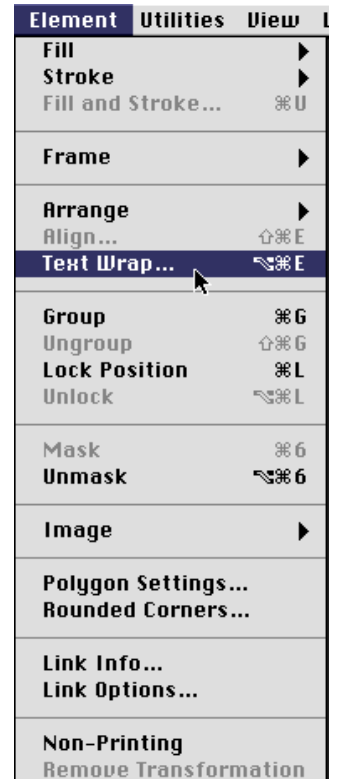 Element Utilities View
Fill
Stroke
Fill and Stroke... ⌘U
Frame
Arrange
Align... ⇧⌘E
Text Wrap... ⌥⌘E
Group ⌘G
Ungroup ⇧⌘G
Lock Position ⌘L
Unlock ⌥⌘L
Mask ⌘6
Unmask ⌥⌘6
Image
Polygon Settings...
Rounded Corners...
Link Info...
Link Options...
Non-Printing
Remove Transformation